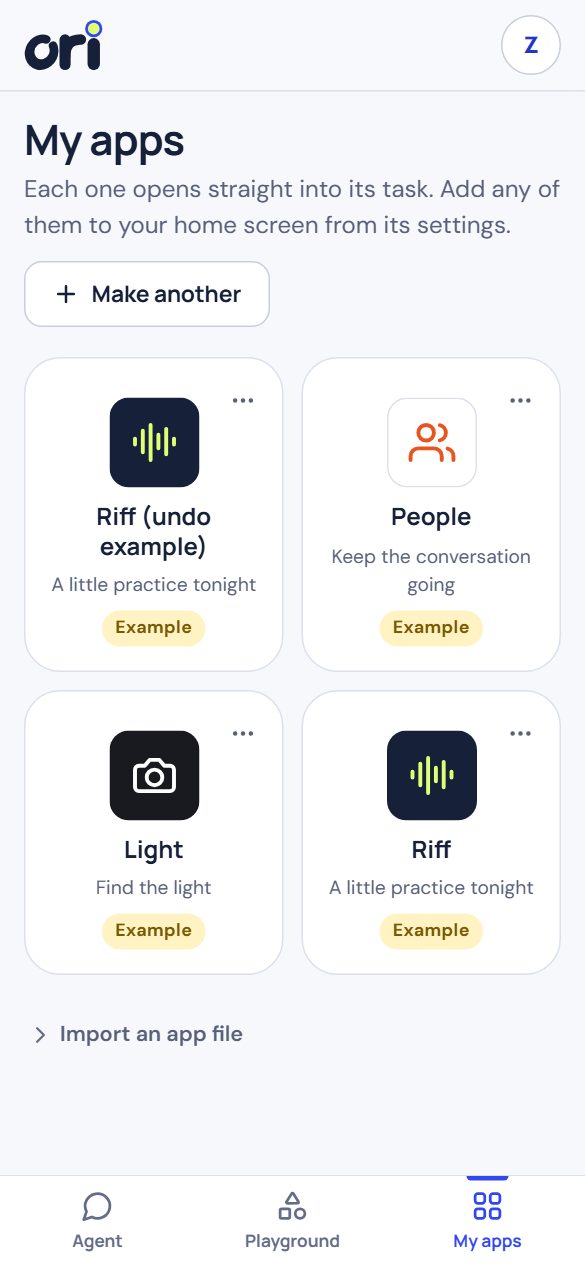 ori
Z
My apps
Each one opens straight into its task. Add any of
them to your home screen from its settings.
+ Make another
Riff (undo
example)
A little practice tonight
Example
People
Keep the conversation
going
Example
Light
Find the light
Example
Riff
A little practice tonight
Example
Import an app file
Agent
Playground
My apps